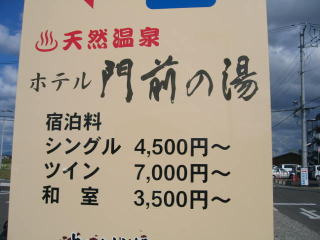 ♨天然温泉
ホテル 門前の湯
宿泊料
シングル 4,500円〜
ツイン 7,000円〜
和室 3,500円〜